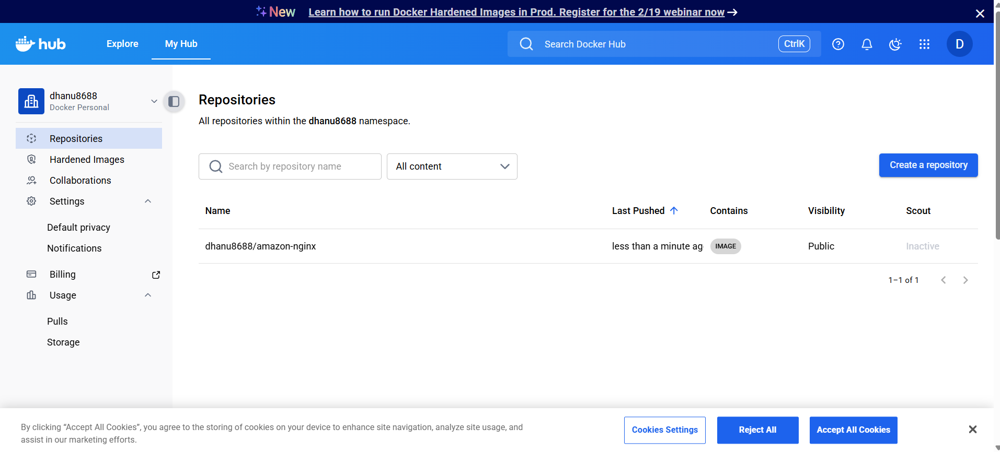 New Learn how to run Docker Hardened Images in Prod. Register for the 2/19 webinar now →
hub
Explore
My Hub
Search Docker Hub
CtrlK
D
dhanu8688
Docker Personal
Repositories
Hardened Images
Collaborations
Settings
Default privacy
Notifications
Billing
Usage
Pulls
Storage
Repositories
All repositories within the dhanu8688 namespace.
Search by repository name
All content
Create a repository
Name Last Pushed Contains Visibility Scout
dhanu8688/amazon-nginx less than a minute ag IMAGE Public Inactive
1–1 of 1
By clicking “Accept All Cookies”, you agree to the storing of cookies on your device to enhance site navigation, analyze site usage, and
assist in our marketing efforts.
Cookies Settings
Reject All
Accept All Cookies